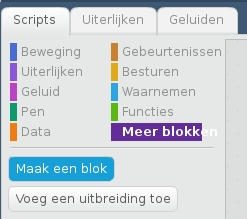 Scripts Uiterlijken Geluiden
Beweging Gebeurtenissen
Uiterlijken Besturen
Geluid Waarnemen
Pen Functies
Data Meer blokken
Maak een blok
Voeg een uitbreiding toe